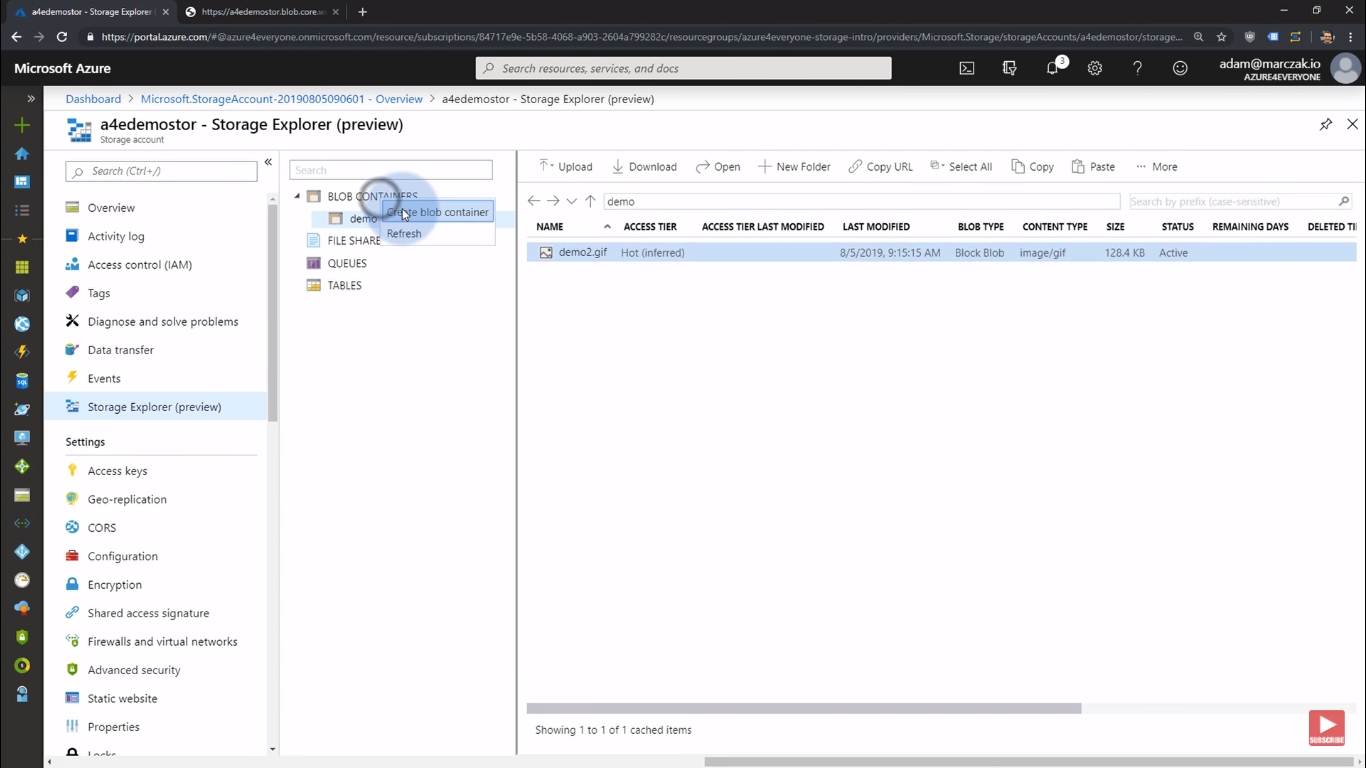 a4edemostor - Storage Explorer
https://a4edemostor.blob.core.w
https://portal.azure.com/#@azure4everyone.onmicrosoft.com/resource/subscriptions/84717e9e-5b58-4068-a903-2604a799282c/resourcegroups/azure4everyone-storage-intro/providers/Microsoft.Storage/storageAccounts/a4edemostor/storage...
Microsoft Azure
Search resources, services, and docs
3
adam@marczak.io
AZURE4EVERYONE
Dashboard > Microsoft.StorageAccount-20190805090601 - Overview > a4edemostor - Storage Explorer (preview)
a4edemostor - Storage Explorer (preview)
Storage account
Search (Ctrl+/)
Overview
Activity log
Access control (IAM)
Tags
Diagnose and solve problems
Data transfer
Events
Storage Explorer (preview)
Settings
Access keys
Geo-replication
CORS
Configuration
Encryption
Shared access signature
Firewalls and virtual networks
Advanced security
Static website
Properties
Locks
Search
BLOB CONTAINERS
demo
FILE SHARE
QUEUES
TABLES
Create blob container
Refresh
Upload Download Open New Folder Copy URL Select All Copy Paste ... More
demo
Search by prefix (case-sensitive)
NAME ACCESS TIER ACCESS TIER LAST MODIFIED LAST MODIFIED BLOB TYPE CONTENT TYPE SIZE STATUS REMAINING DAYS DELETED TI
demo2.gif Hot (inferred) 8/5/2019, 9:15:15 AM Block Blob image/gif 128.4 KB Active
Showing 1 to 1 of 1 cached items
SUBSCRIBE